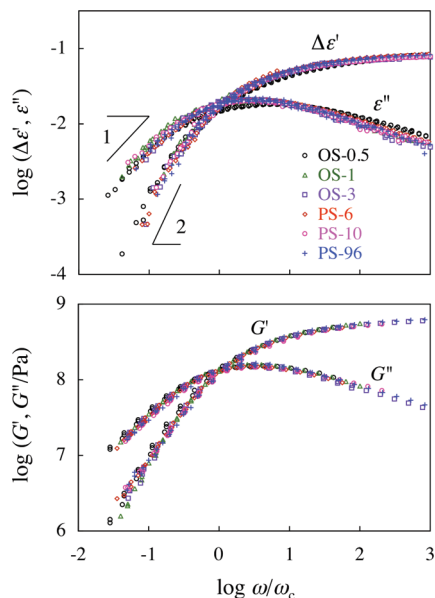 -1
Δε'
log (Δε', ε'')
-2
1
ε''
OS-0.5
OS-1
-3
OS-3
PS-6
2
PS-10
PS-96
-4
9
G'
log (G', G''/Pa)
8
G''
7
6
-2 -1 0 1 2 3
log ω/ωc